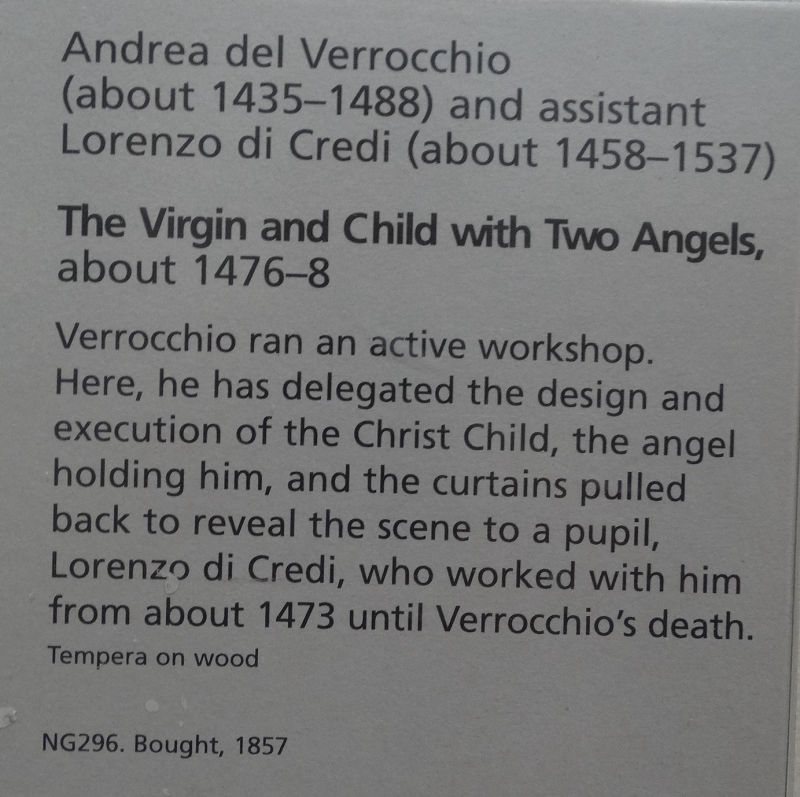 Andrea del Verrocchio
(about 1435–1488) and assistant
Lorenzo di Credi (about 1458–1537)
The Virgin and Child with Two Angels,
about 1476–8
Verrocchio ran an active workshop.
Here, he has delegated the design and
execution of the Christ Child, the angel
holding him, and the curtains pulled
back to reveal the scene to a pupil,
Lorenzo di Credi, who worked with him
from about 1473 until Verrocchio’s death.
Tempera on wood
NG296. Bought, 1857